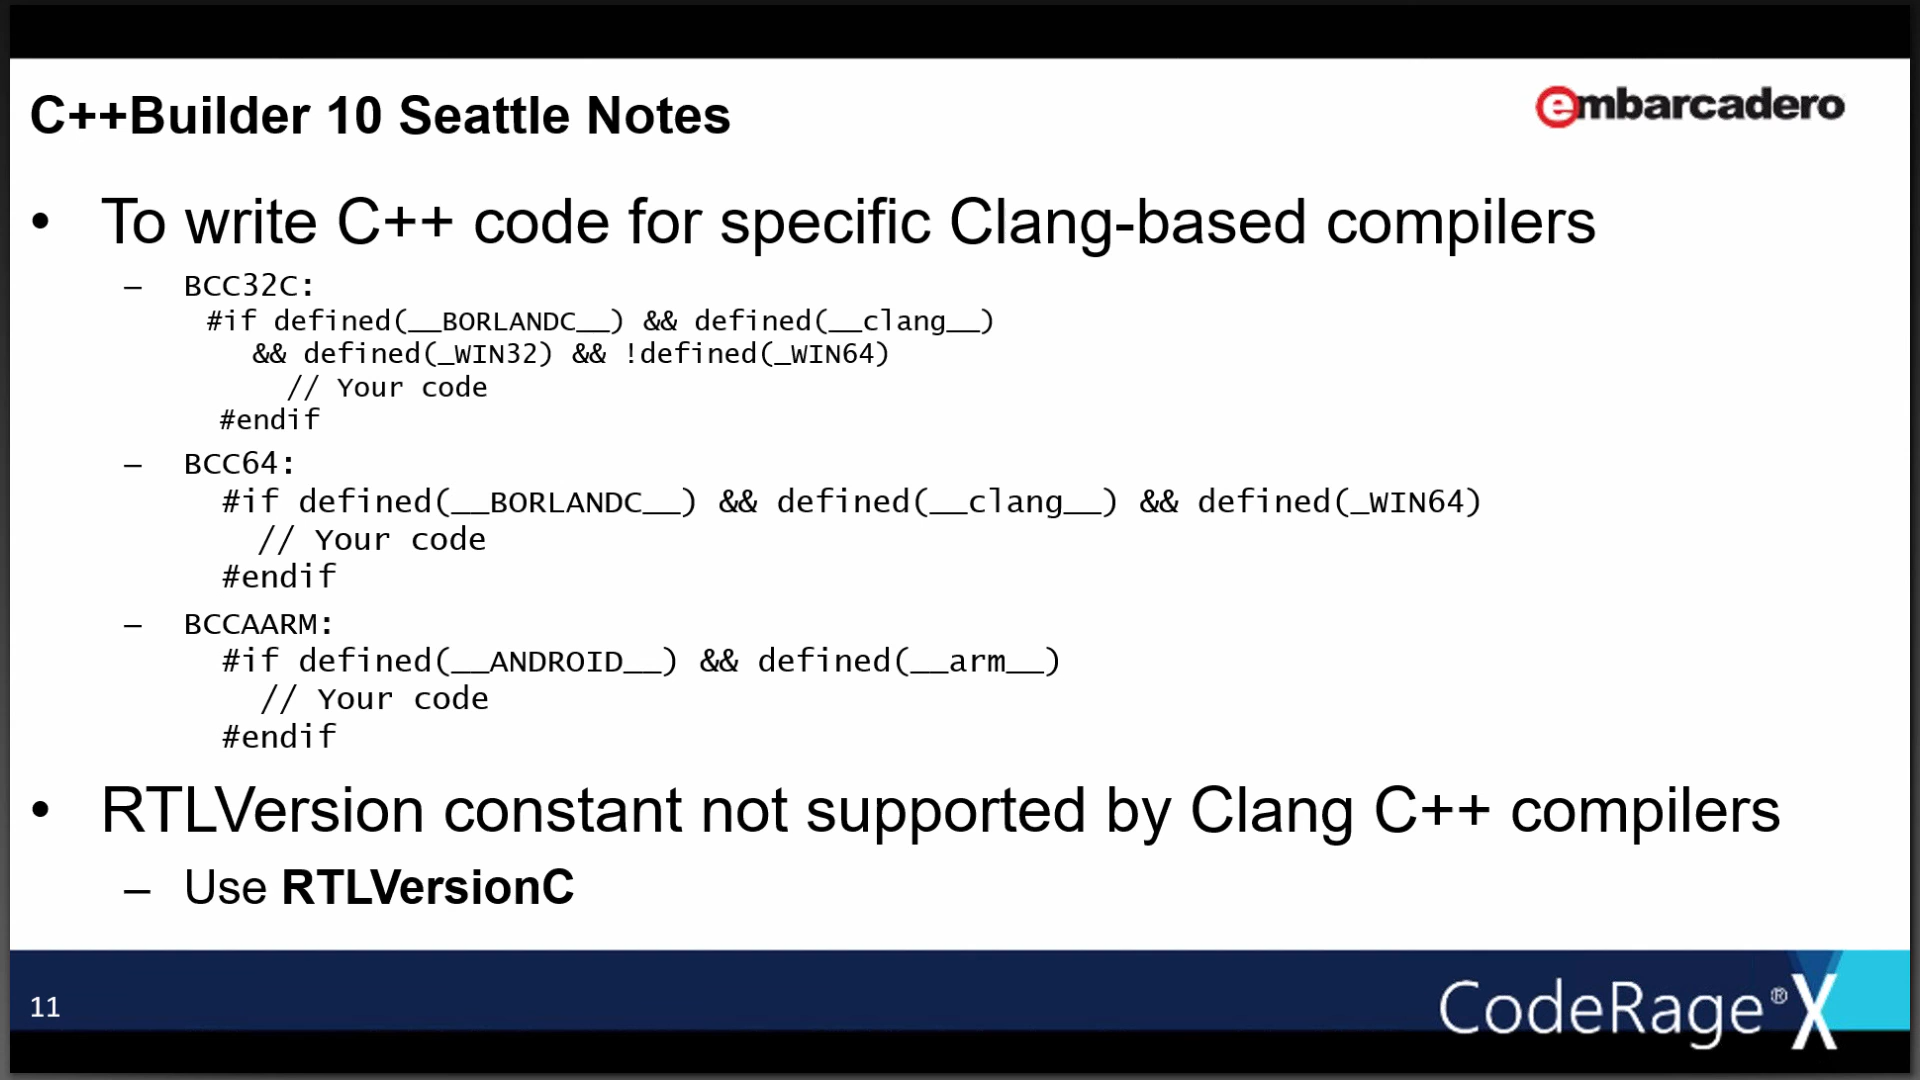 C++Builder 10 Seattle Notes
embarcadero
• To write C++ code for specific Clang-based compilers
– BCC32C:
#if defined(__BORLANDC__) && defined(__clang__)
&& defined(_WIN32) && !defined(_WIN64)
// Your code
#endif
– BCC64:
#if defined(__BORLANDC__) && defined(__clang__) && defined(_WIN64)
// Your code
#endif
– BCCAARM:
#if defined(__ANDROID__) && defined(__arm__)
// Your code
#endif
• RTLVersion constant not supported by Clang C++ compilers
– Use RTLVersionC
11
CodeRage® X